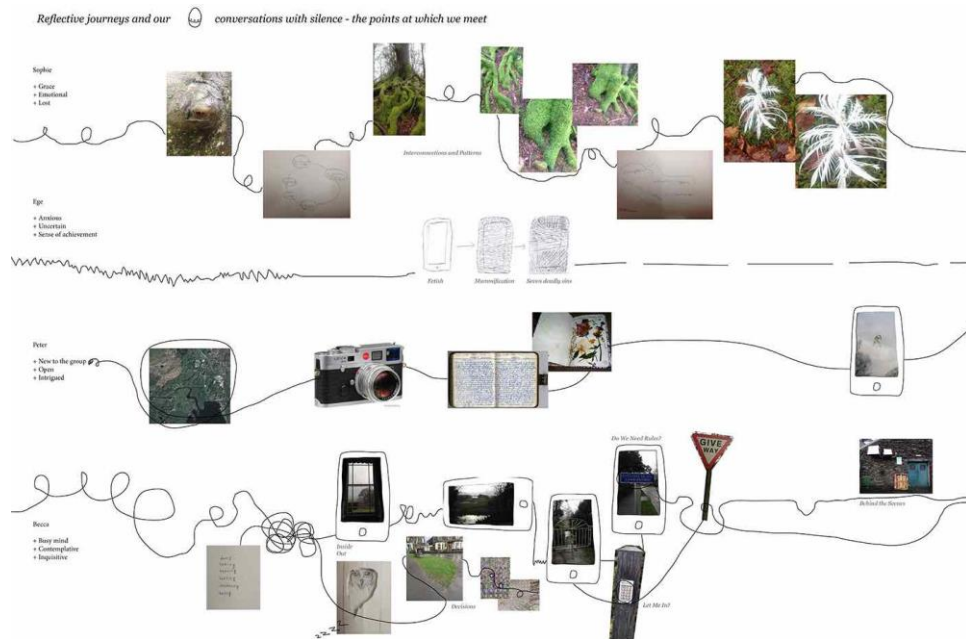 Reflective journeys and our conversations with silence - the points at which we meet
Sophie
+ Grace
+ Emotional
+ Lost
Interconnections and Patterns
Ege
+ Anxious
+ Uncertain
+ Sense of achievement
Fetish
Mummification
Seven deadly sins
Peter
+ New to the group
+ Open
+ Intrigued
Do We Need Rules?
GIVE
WAY
Behind the Scenes
Becca
+ Busy mind
+ Contemplative
+ Inquisitive
Inside
Out
Decisions
Let Me In?